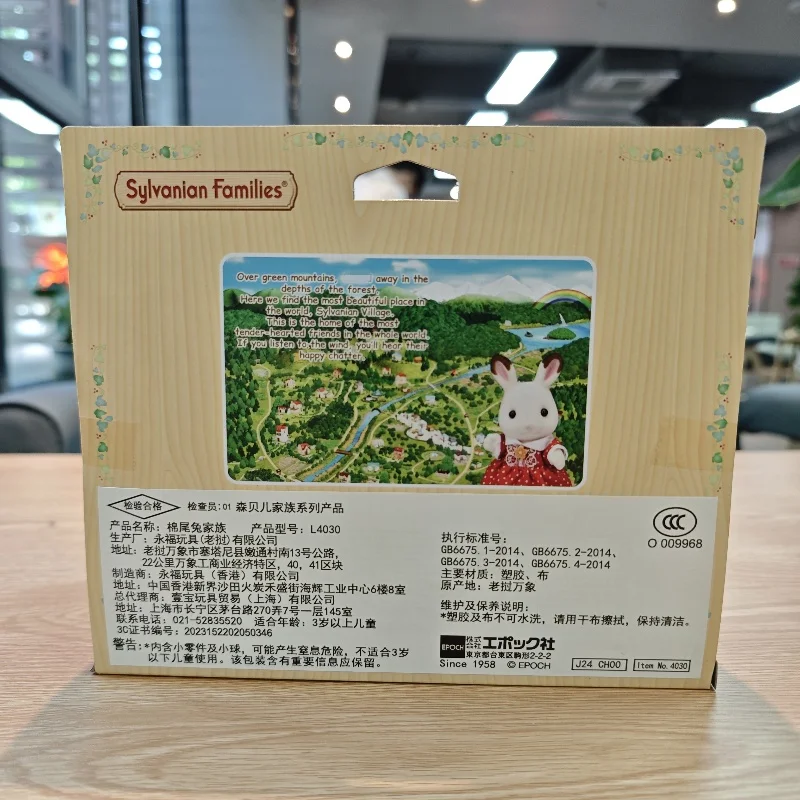 Sylvanian Families®
Over green mountains away in the
depths of the forest.
Here we find the most beautiful place in
the world, Sylvanian Village.
This is the home of the most
tender-hearted friends in the whole world.
If you listen to the wind, you'll hear their
happy chatter.
检验合格 检查员:01 森贝儿家族系列产品
产品名称: 棉尾兔家族 产品型号: L4030
生产厂: 永福玩具(老挝)有限公司
地址: 老挝万象市塞塔尼县嫩通村南13号公路,
22公里万象工商业经济特区, 40, 41区块
制造商: 永福玩具(香港)有限公司
地址: 中国香港新界沙田火炭禾盛街海辉工业中心6楼8室
总代理商: 壹宝玩具贸易(上海)有限公司
地址: 上海市长宁区茅台路270弄7号一层145室
联系电话: 021-52835520 适合年龄: 3岁以上儿童
3C证书编号: 2023152202050346
警告: *内含小零件及小球, 可能产生窒息危险, 不适合3岁
以下儿童使用。该包装含有重要信息应保留。
CCC
O 009968
执行标准号:
GB6675.1-2014、GB6675.2-2014、
GB6675.3-2014、GB6675.4-2014
主要材质: 塑胶、布
原产地: 老挝万象
维护及保养说明:
*塑胶及布不可水洗, 请用干布擦拭, 保持清洁。
EPOCH 株式会社エポック社
東京都台東区駒形2-2-2
Since 1958 © EPOCH
J24 CH00
Item No. 4030